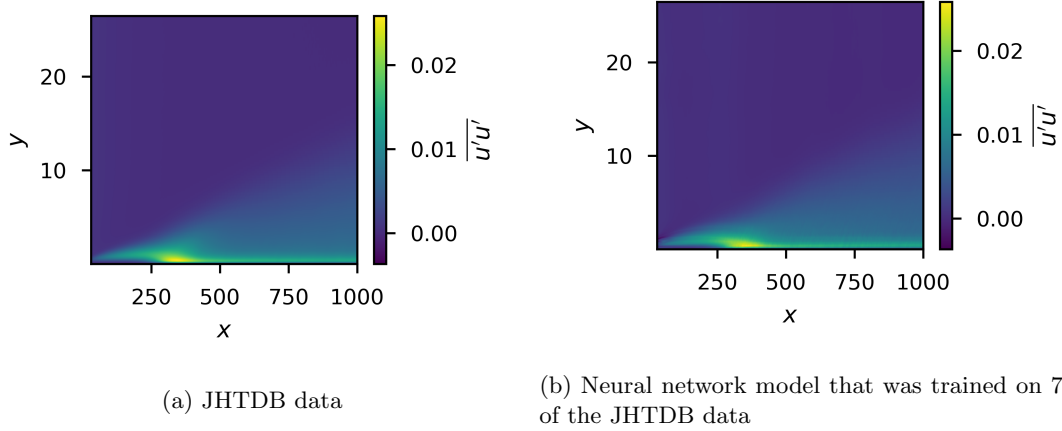 20
10
y
250 500 750 1000
x
0.02
0.01
0.00
u'u'
(a) JHTDB data
20
10
y
250 500 750 1000
x
0.02
0.01
0.00
u'u'
(b) Neural network model that was trained on 7
of the JHTDB data